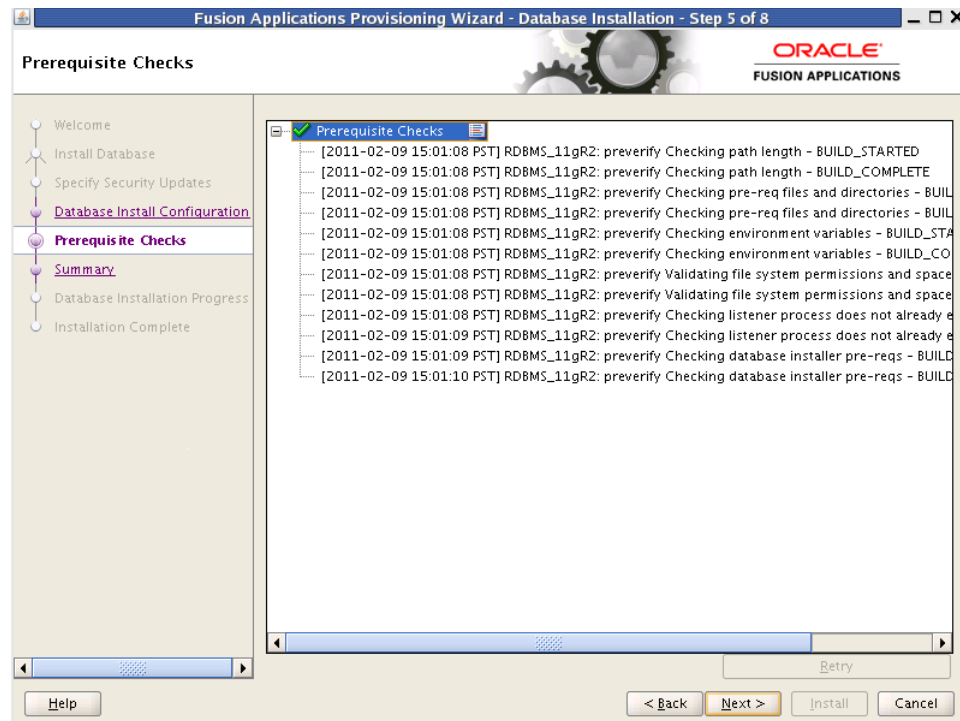 Fusion Applications Provisioning Wizard - Database Installation - Step 5 of 8
Prerequisite Checks
ORACLE
FUSION APPLICATIONS
Welcome
Install Database
Specify Security Updates
Database Install Configuration
Prerequisite Checks
Summary
Database Installation Progress
Installation Complete
Prerequisite Checks
[2011-02-09 15:01:08 PST] RDBMS_11gR2: preverify Checking path length - BUILD_STARTED
[2011-02-09 15:01:08 PST] RDBMS_11gR2: preverify Checking path length - BUILD_COMPLETE
[2011-02-09 15:01:08 PST] RDBMS_11gR2: preverify Checking pre-req files and directories - BUIL
[2011-02-09 15:01:08 PST] RDBMS_11gR2: preverify Checking pre-req files and directories - BUIL
[2011-02-09 15:01:08 PST] RDBMS_11gR2: preverify Checking environment variables - BUILD_STA
[2011-02-09 15:01:08 PST] RDBMS_11gR2: preverify Checking environment variables - BUILD_CO
[2011-02-09 15:01:08 PST] RDBMS_11gR2: preverify Validating file system permissions and space
[2011-02-09 15:01:08 PST] RDBMS_11gR2: preverify Validating file system permissions and space
[2011-02-09 15:01:08 PST] RDBMS_11gR2: preverify Checking listener process does not already e
[2011-02-09 15:01:09 PST] RDBMS_11gR2: preverify Checking listener process does not already e
[2011-02-09 15:01:09 PST] RDBMS_11gR2: preverify Checking database installer pre-reqs - BUILD
[2011-02-09 15:01:10 PST] RDBMS_11gR2: preverify Checking database installer pre-reqs - BUILD
Retry
Help
< Back
Next >
Install
Cancel